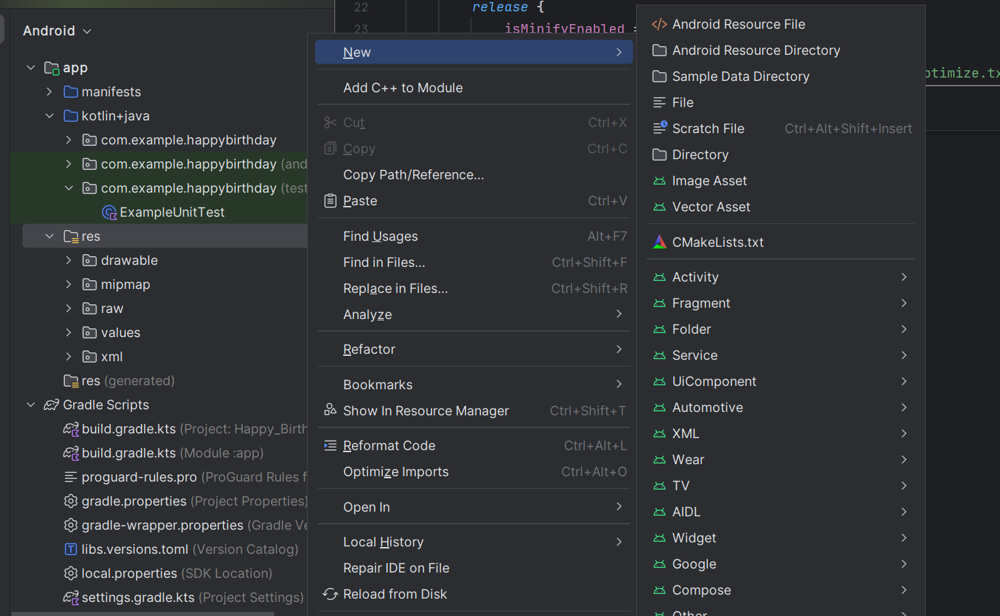 Android
app
manifests
kotlin+java
com.example.happybirthday
com.example.happybirthday (and
com.example.happybirthday (test
ExampleUnitTest
res
drawable
mipmap
raw
values
xml
res (generated)
Gradle Scripts
build.gradle.kts (Project: Happy_Birth
build.gradle.kts (Module :app)
proguard-rules.pro (ProGuard Rules f
gradle.properties (Project Properties)
gradle-wrapper.properties (Gradle Ve
libs.versions.toml (Version Catalog)
local.properties (SDK Location)
settings.gradle.kts (Project Settings)
22 release {
23 isMinifyEnabled =
ptimize.tx
New
Add C++ to Module
Cut Ctrl+X
Copy Ctrl+C
Copy Path/Reference...
Paste Ctrl+V
Find Usages Alt+F7
Find in Files... Ctrl+Shift+F
Replace in Files... Ctrl+Shift+R
Analyze
Refactor
Bookmarks
Show In Resource Manager Ctrl+Shift+T
Reformat Code Ctrl+Alt+L
Optimize Imports Ctrl+Alt+O
Open In
Local History
Repair IDE on File
Reload from Disk
Android Resource File
Android Resource Directory
Sample Data Directory
File
Scratch File Ctrl+Alt+Shift+Insert
Directory
Image Asset
Vector Asset
CMakeLists.txt
Activity
Fragment
Folder
Service
UiComponent
Automotive
XML
Wear
TV
AIDL
Widget
Google
Compose
Other